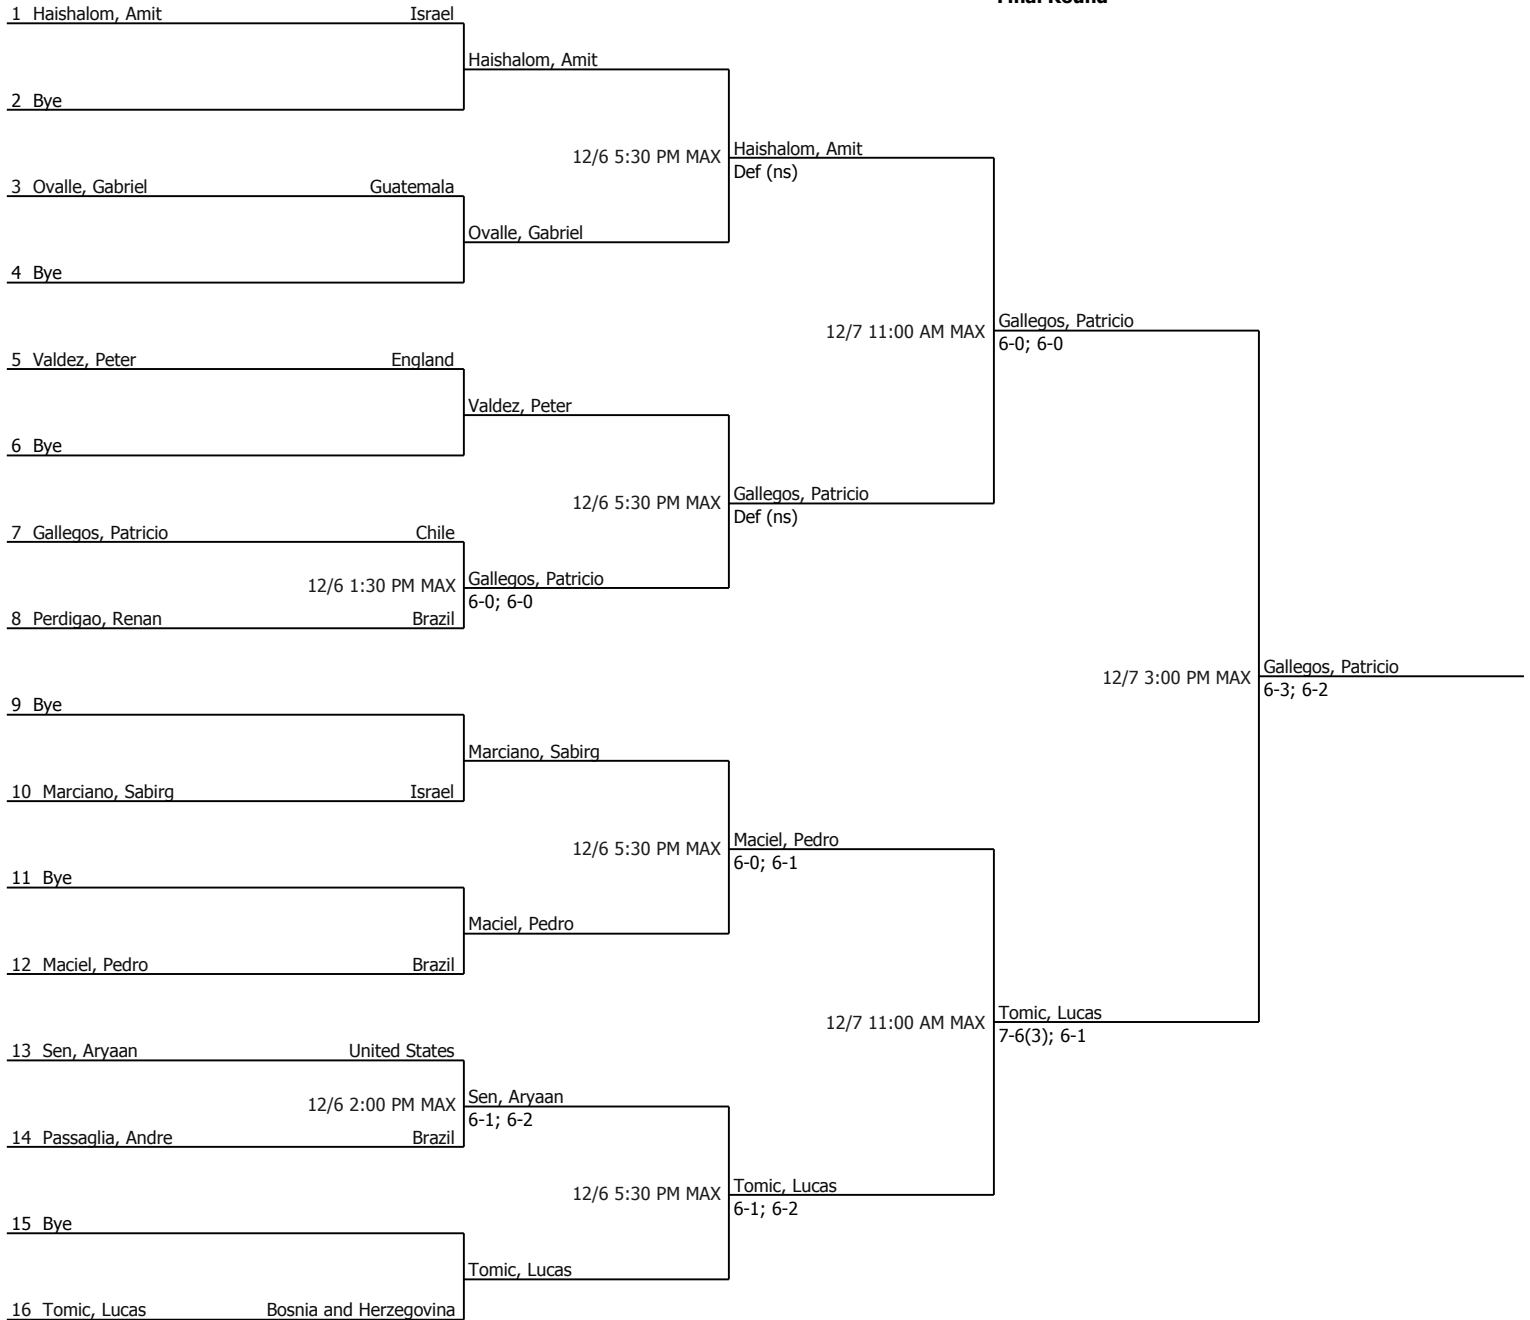 Final Round
1 Haishalom, Amit Israel
Haishalom, Amit
2 Bye
12/6 5:30 PM MAX Haishalom, Amit
Def (ns)
3 Ovalle, Gabriel Guatemala
Ovalle, Gabriel
4 Bye
12/7 11:00 AM MAX Gallegos, Patricio
6-0; 6-0
5 Valdez, Peter England
Valdez, Peter
6 Bye
12/6 5:30 PM MAX Gallegos, Patricio
Def (ns)
7 Gallegos, Patricio Chile
12/6 1:30 PM MAX Gallegos, Patricio
6-0; 6-0
8 Perdigao, Renan Brazil
12/7 3:00 PM MAX Gallegos, Patricio
6-3; 6-2
9 Bye
Marciano, Sabirg
10 Marciano, Sabirg Israel
12/6 5:30 PM MAX Maciel, Pedro
6-0; 6-1
11 Bye
Maciel, Pedro
12 Maciel, Pedro Brazil
12/7 11:00 AM MAX Tomic, Lucas
7-6(3); 6-1
13 Sen, Aryaan United States
12/6 2:00 PM MAX Sen, Aryaan
6-1; 6-2
14 Passaglia, Andre Brazil
12/6 5:30 PM MAX Tomic, Lucas
6-1; 6-2
15 Bye
Tomic, Lucas
16 Tomic, Lucas Bosnia and Herzegovina